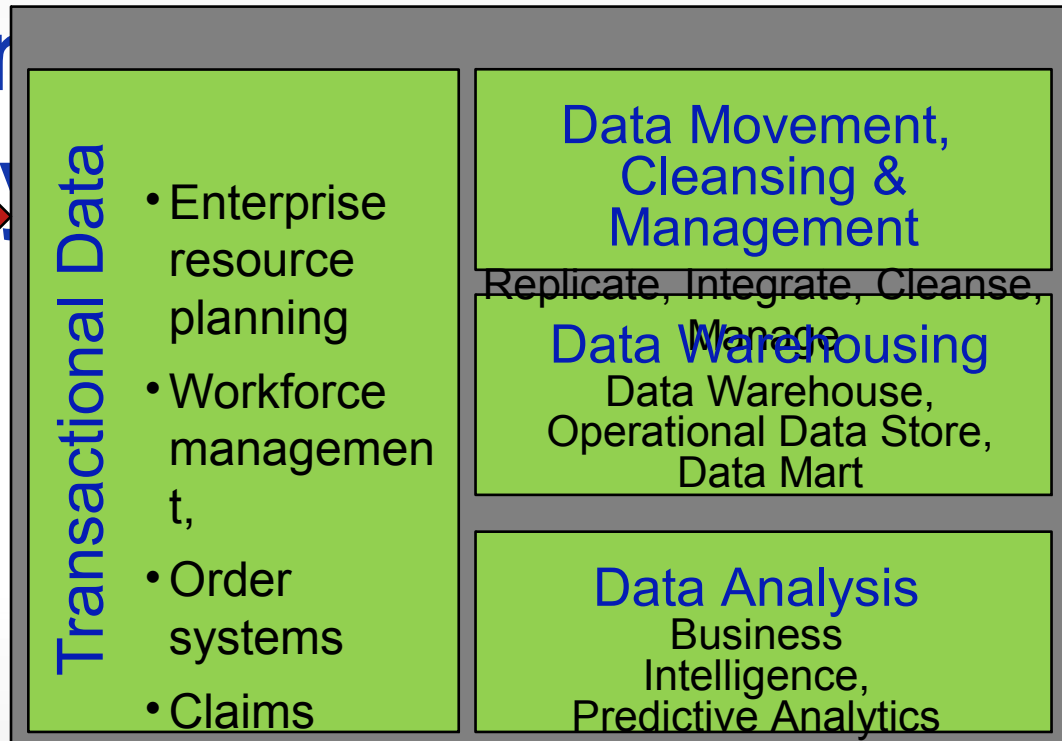 Transactional Data
• Enterprise
resource
planning
• Workforce
managemen
t,
• Order
systems
• Claims
Data Movement,
Cleansing &
Management
Replicate, Integrate, Cleanse,
Manage
Data Warehousing
Data Warehouse,
Operational Data Store,
Data Mart
Data Analysis
Business
Intelligence,
Predictive Analytics